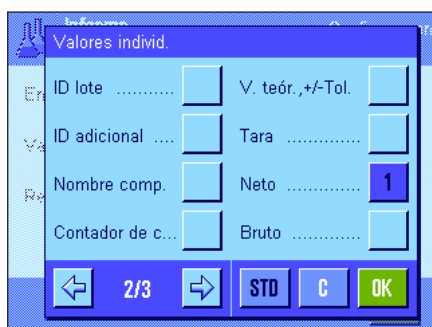 Valores individ.
ID lote ........... V. teór.,+/-Tol.
ID adicional .... Tara ..............
Nombre comp. Neto ............. 1
Contador de c... Bruto .............
2/3 STD C OK